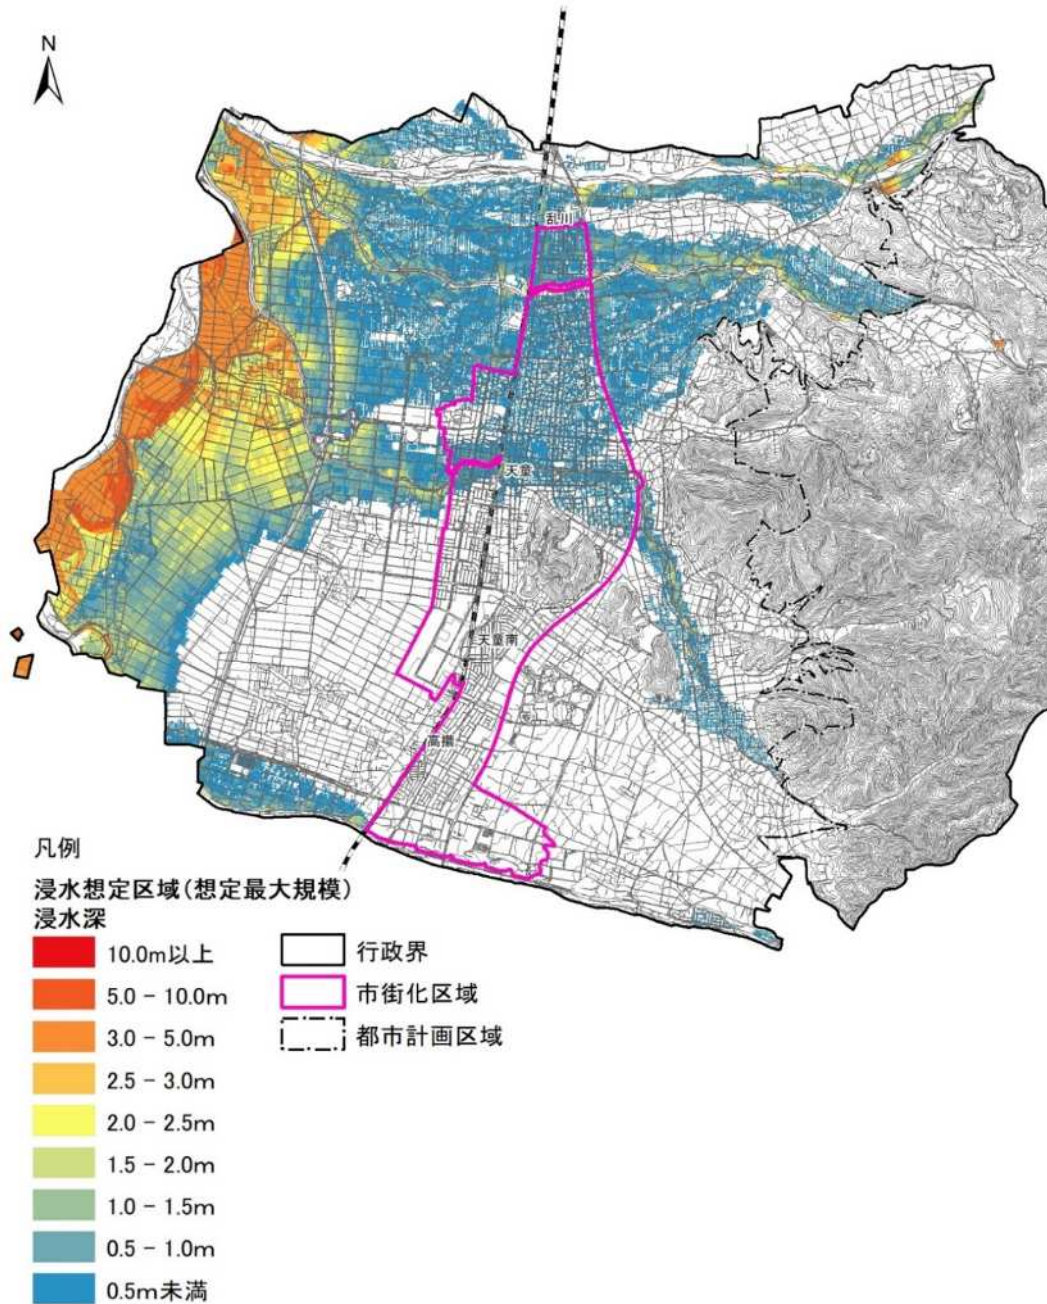 N
乱川
天童
天童南
高擶
凡例
浸水想定区域(想定最大規模)
浸水深
10.0m以上
5.0 - 10.0m
3.0 - 5.0m
2.5 - 3.0m
2.0 - 2.5m
1.5 - 2.0m
1.0 - 1.5m
0.5 - 1.0m
0.5m未満
行政界
市街化区域
都市計画区域